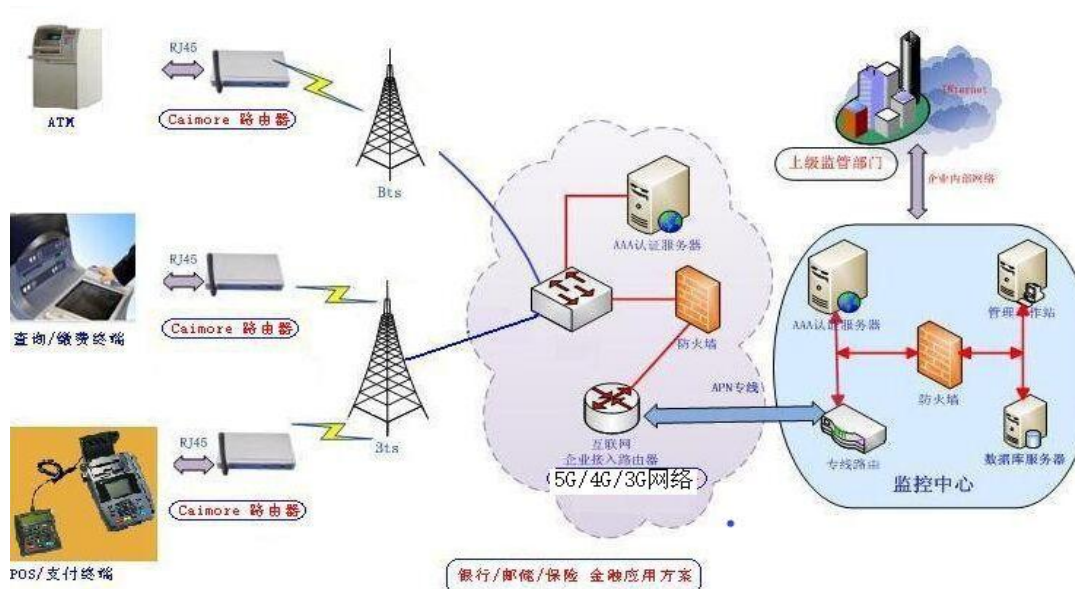 ATM
RJ45
Caimore 路由器
Bts
查询/缴费终端
RJ45
Caimore 路由器
3ts
POS/支付终端
RJ45
Caimore 路由器
AAA认证服务器
防火墙
互联网
企业接入路由器
5G/4G/3G网络
APN专线
INternet
上级监管部门
企业内部网络
AAA认证服务器
管理工作站
防火墙
专线路由
数据库服务器
监控中心
银行/邮储/保险 金融应用方案